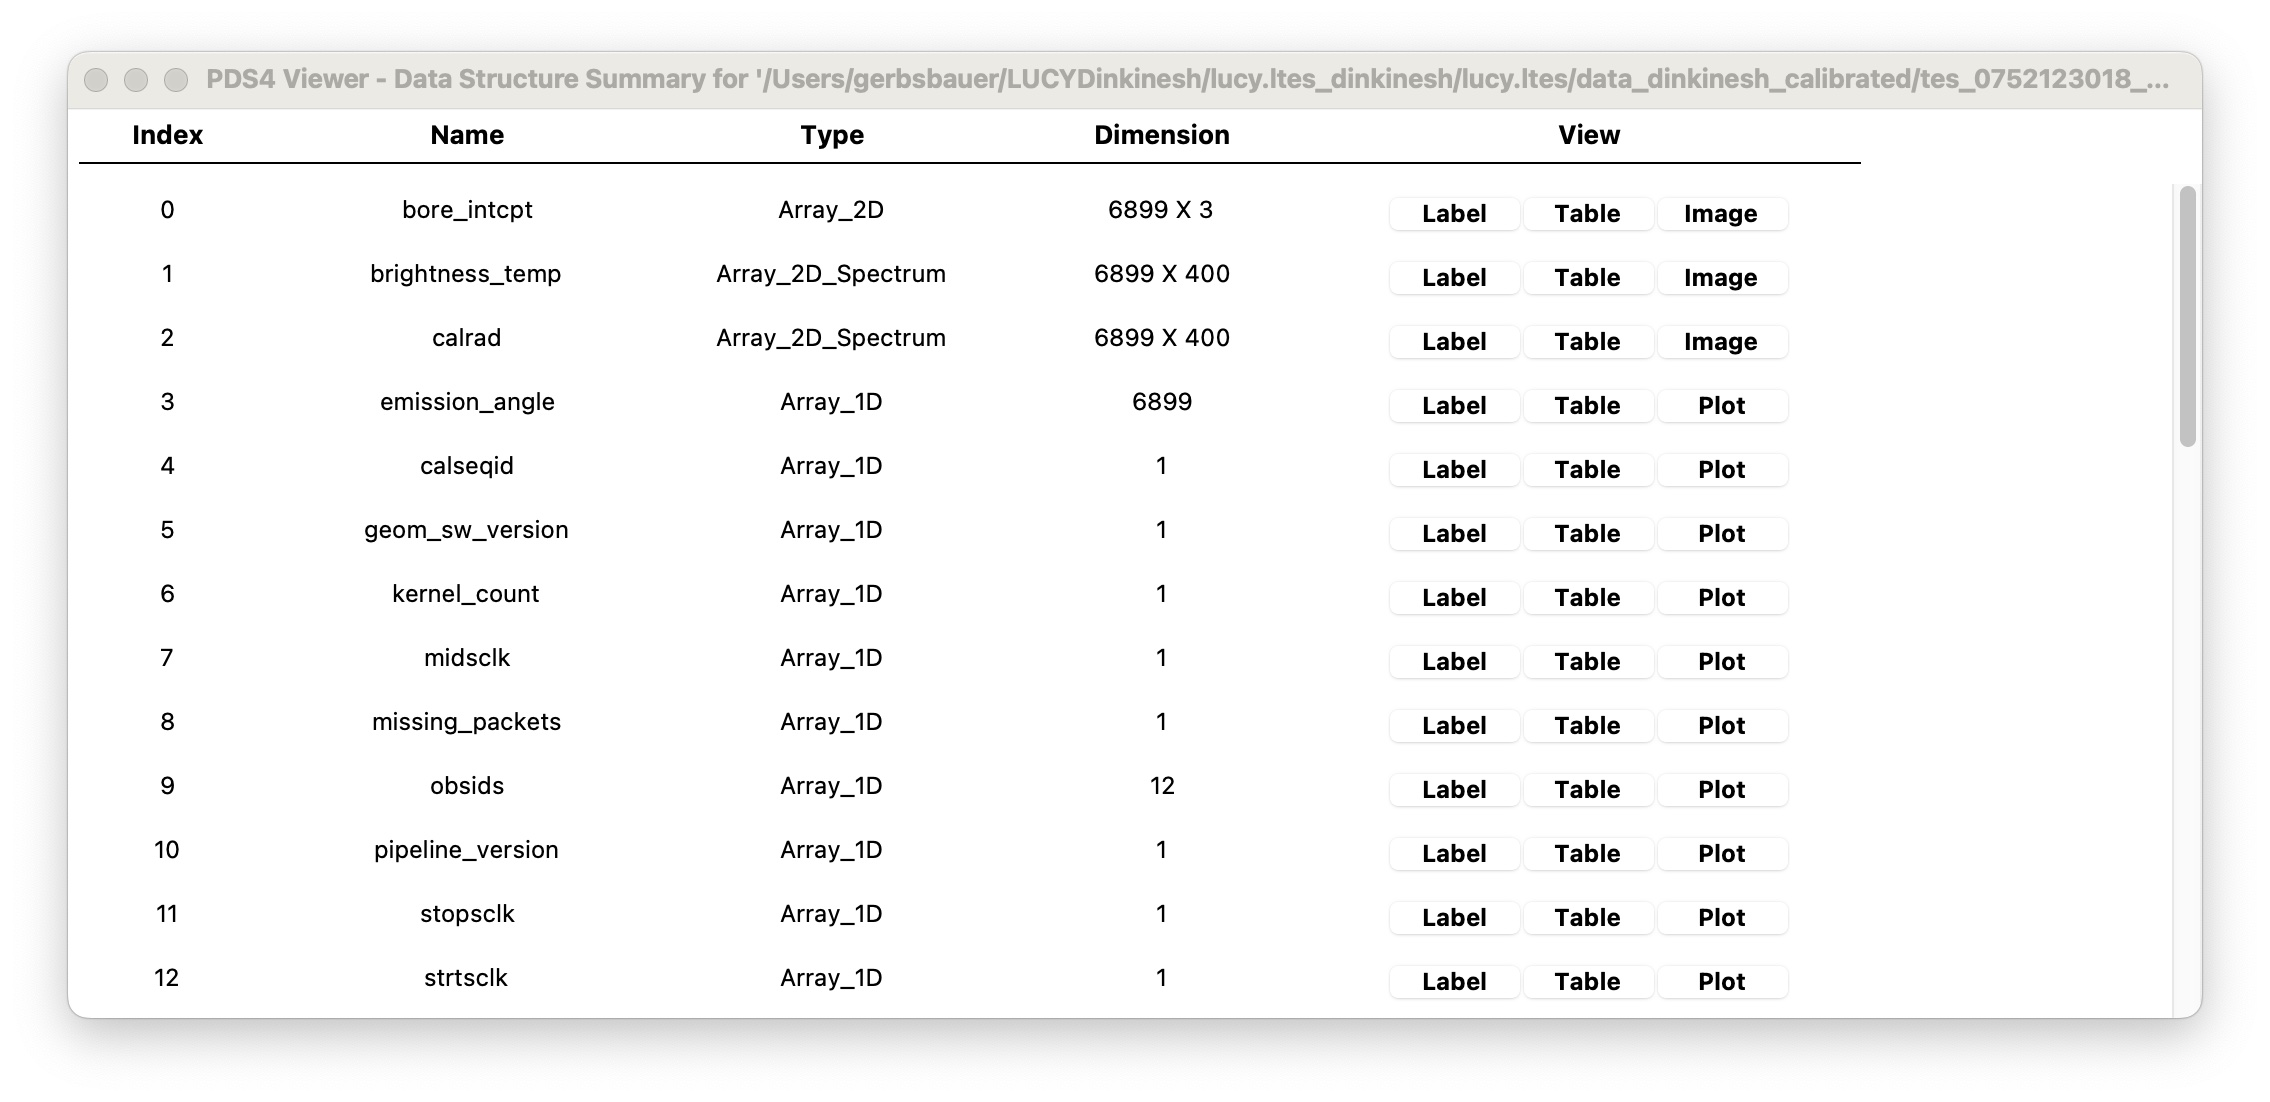 PDS4 Viewer - Data Structure Summary for '/Users/gerbsbauer/LUCYDinkinesh/lucy.ltes_dinkinesh/lucy.ltes/data_dinkinesh_calibrated/tes_0752123018_...
Index Name Type Dimension View
0 bore_intcpt Array_2D 6899 X 3 Label Table Image
1 brightness_temp Array_2D_Spectrum 6899 X 400 Label Table Image
2 calrad Array_2D_Spectrum 6899 X 400 Label Table Image
3 emission_angle Array_1D 6899 Label Table Plot
4 calseqid Array_1D 1 Label Table Plot
5 geom_sw_version Array_1D 1 Label Table Plot
6 kernel_count Array_1D 1 Label Table Plot
7 midsclk Array_1D 1 Label Table Plot
8 missing_packets Array_1D 1 Label Table Plot
9 obsids Array_1D 12 Label Table Plot
10 pipeline_version Array_1D 1 Label Table Plot
11 stopsclk Array_1D 1 Label Table Plot
12 strtsclk Array_1D 1 Label Table Plot